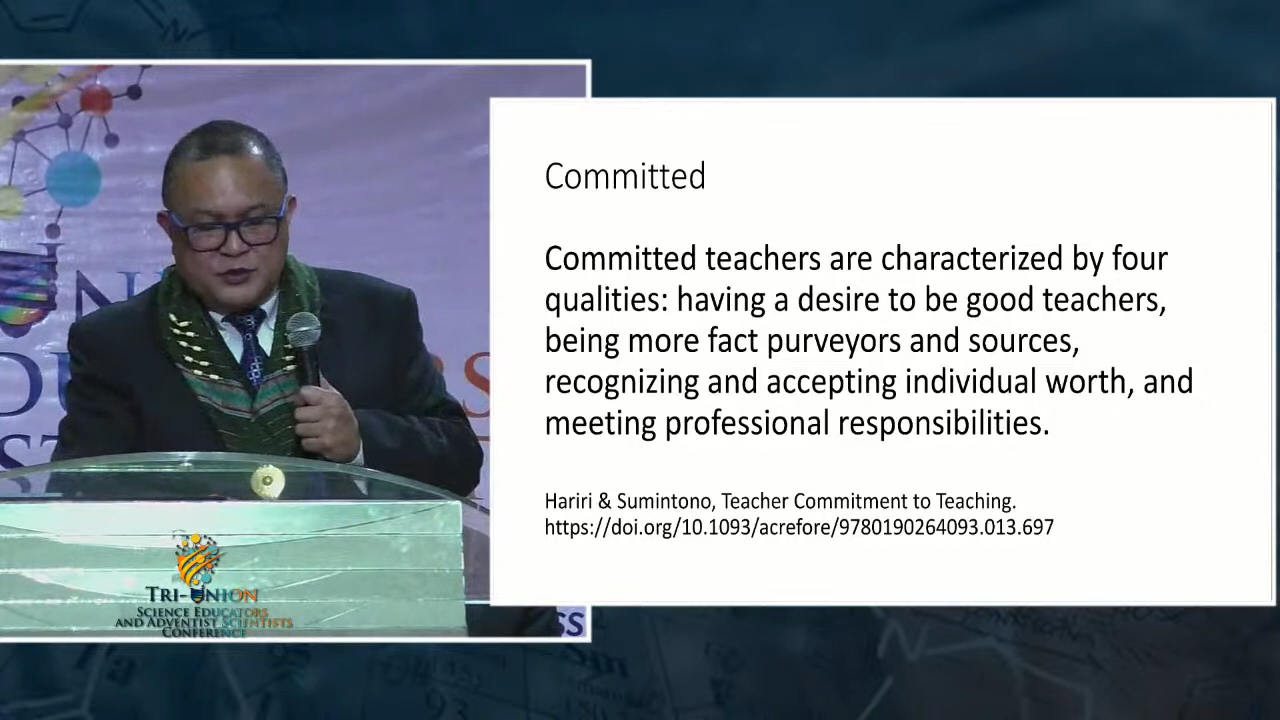 Committed
Committed teachers are characterized by four
qualities: having a desire to be good teachers,
being more fact purveyors and sources,
recognizing and accepting individual worth, and
meeting professional responsibilities.
Hariri & Sumintono, Teacher Commitment to Teaching.
https://doi.org/10.1093/acrefore/9780190264093.013.697
TRI-UNION
SCIENCE EDUCATORS
AND ADVENTIST SCIENTISTS
CONFERENCE
SS
93